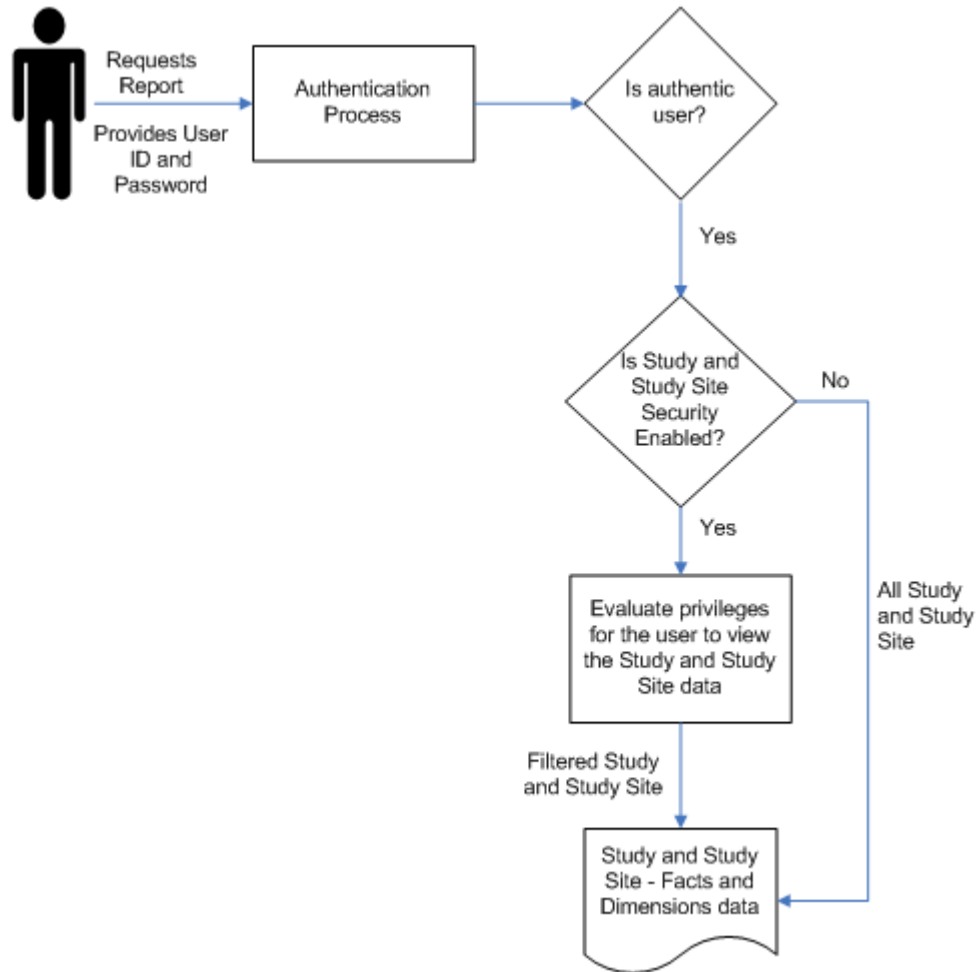 Requests
Report
Provides User
ID and
Password
Authentication
Process
Is authentic
user?
Yes
Is Study and
Study Site
Security
Enabled?
No
Yes
Evaluate privileges
for the user to view
the Study and Study
Site data
All Study
and Study
Site
Filtered Study
and Study Site
Study and Study
Site - Facts and
Dimensions data